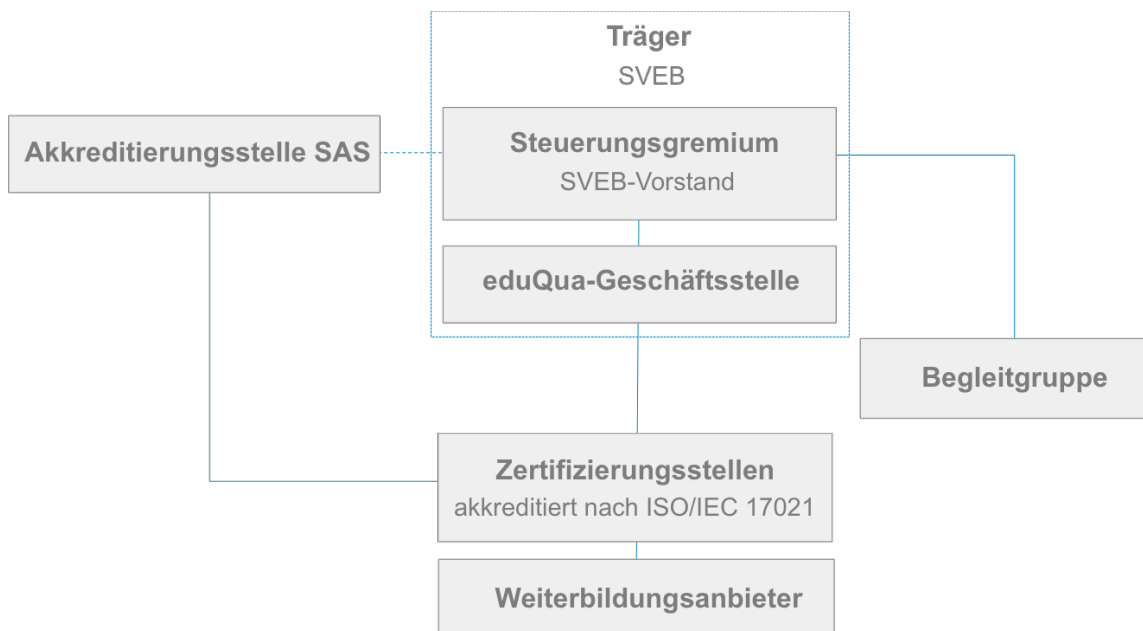 Träger
SVEB
Akkreditierungsstelle SAS
Steuerungsgremium
SVEB-Vorstand
eduQua-Geschäftsstelle
Begleitgruppe
Zertifizierungsstellen
akkreditiert nach ISO/IEC 17021
Weiterbildungsanbieter